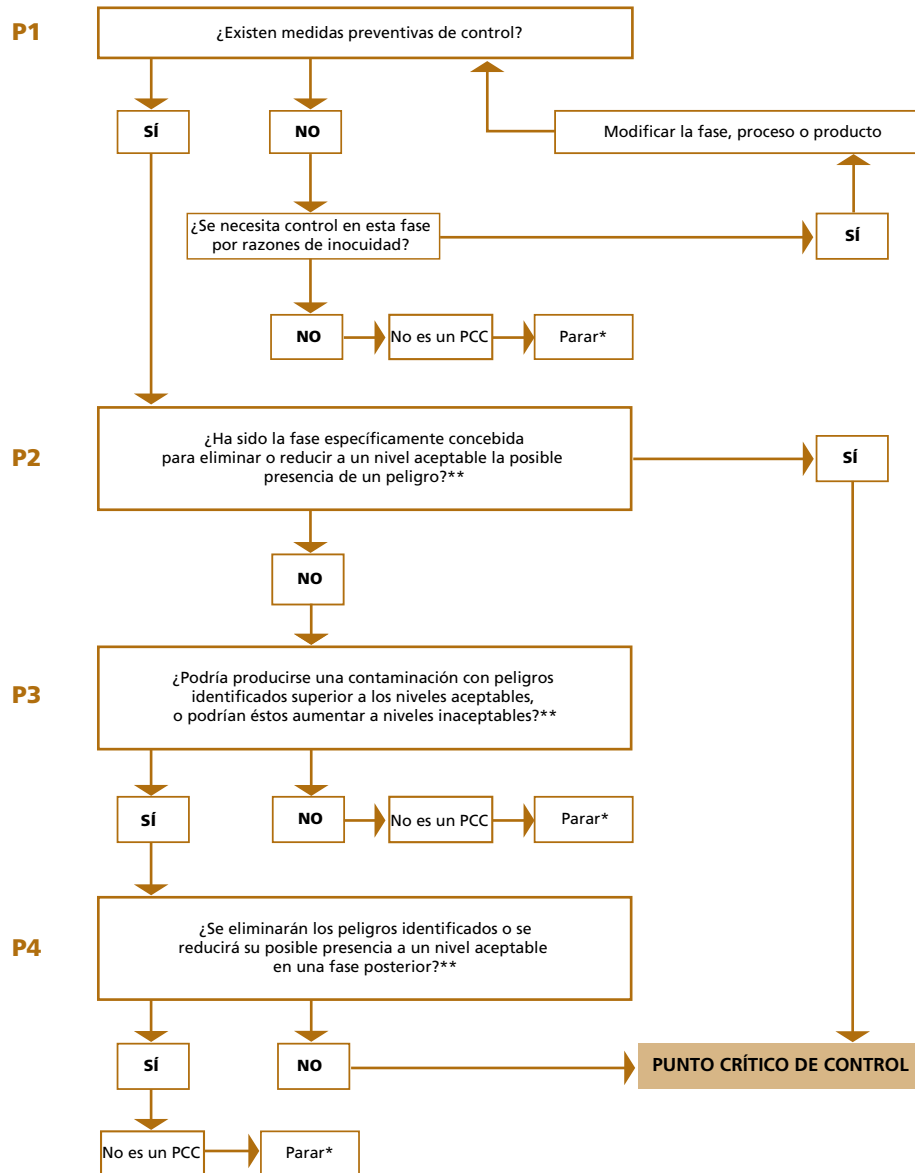 P1
¿Existen medidas preventivas de control?
SÍ
NO
Modificar la fase, proceso o producto
¿Se necesita control en esta fase
por razones de inocuidad?
SÍ
NO
No es un PCC
Parar*
P2
¿Ha sido la fase específicamente concebida
para eliminar o reducir a un nivel aceptable la posible
presencia de un peligro?**
SÍ
NO
P3
¿Podría producirse una contaminación con peligros
identificados superior a los niveles aceptables,
o podrían éstos aumentar a niveles inaceptables?**
SÍ
NO
No es un PCC
Parar*
P4
¿Se eliminarán los peligros identificados o se
reducirá su posible presencia a un nivel aceptable
en una fase posterior?**
SÍ
NO
PUNTO CRÍTICO DE CONTROL
No es un PCC
Parar*